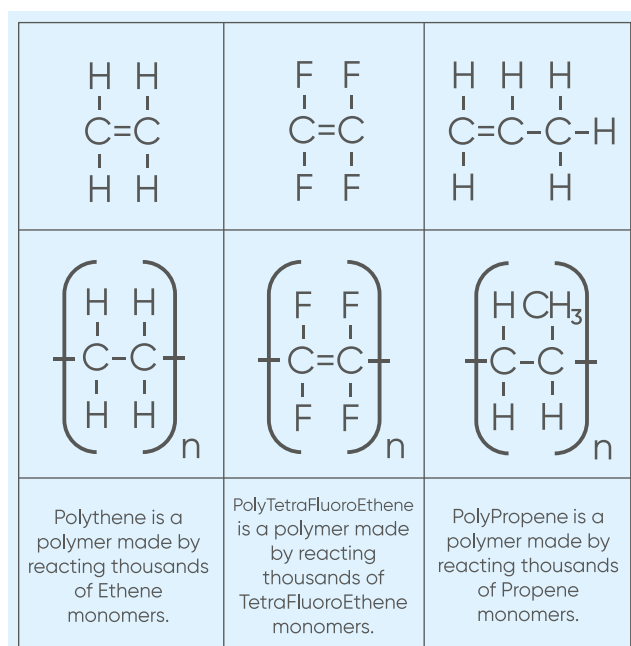 H H
C=C
H H
F F
C=C
F F
H H H
C=C-C-H
H H
H H
C-C
H H
n
F F
C=C
F F
n
H CH3
C-C
H H
n
Polythene is a
polymer made by
reacting thousands
of Ethene
monomers.
PolyTetraFluoroEthene
is a polymer made
by reacting
thousands of
TetraFluoroEthene
monomers.
PolyPropene is a
polymer made by
reacting thousands
of Propene
monomers.